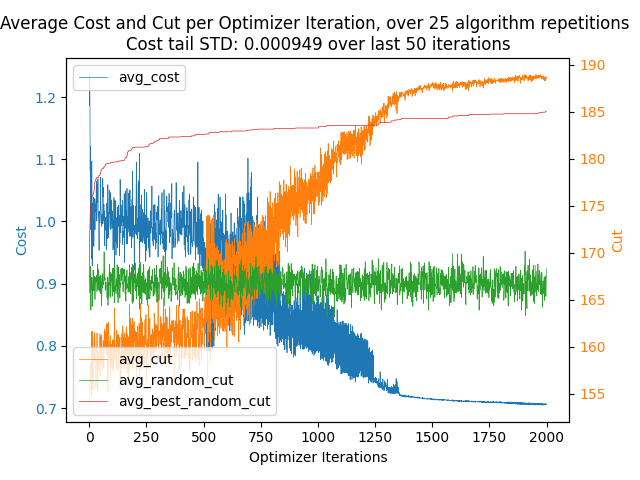 Average Cost and Cut per Optimizer Iteration, over 25 algorithm repetitions
Cost tail STD: 0.000949 over last 50 iterations
avg_cost
1.2
1.1
1.0
0.9
0.8
0.7
Cost
190
185
180
175
170
165
160
155
Cut
avg_cut
avg_random_cut
avg_best_random_cut
0
250
500
750
1000
1250
1500
1750
2000
Optimizer Iterations